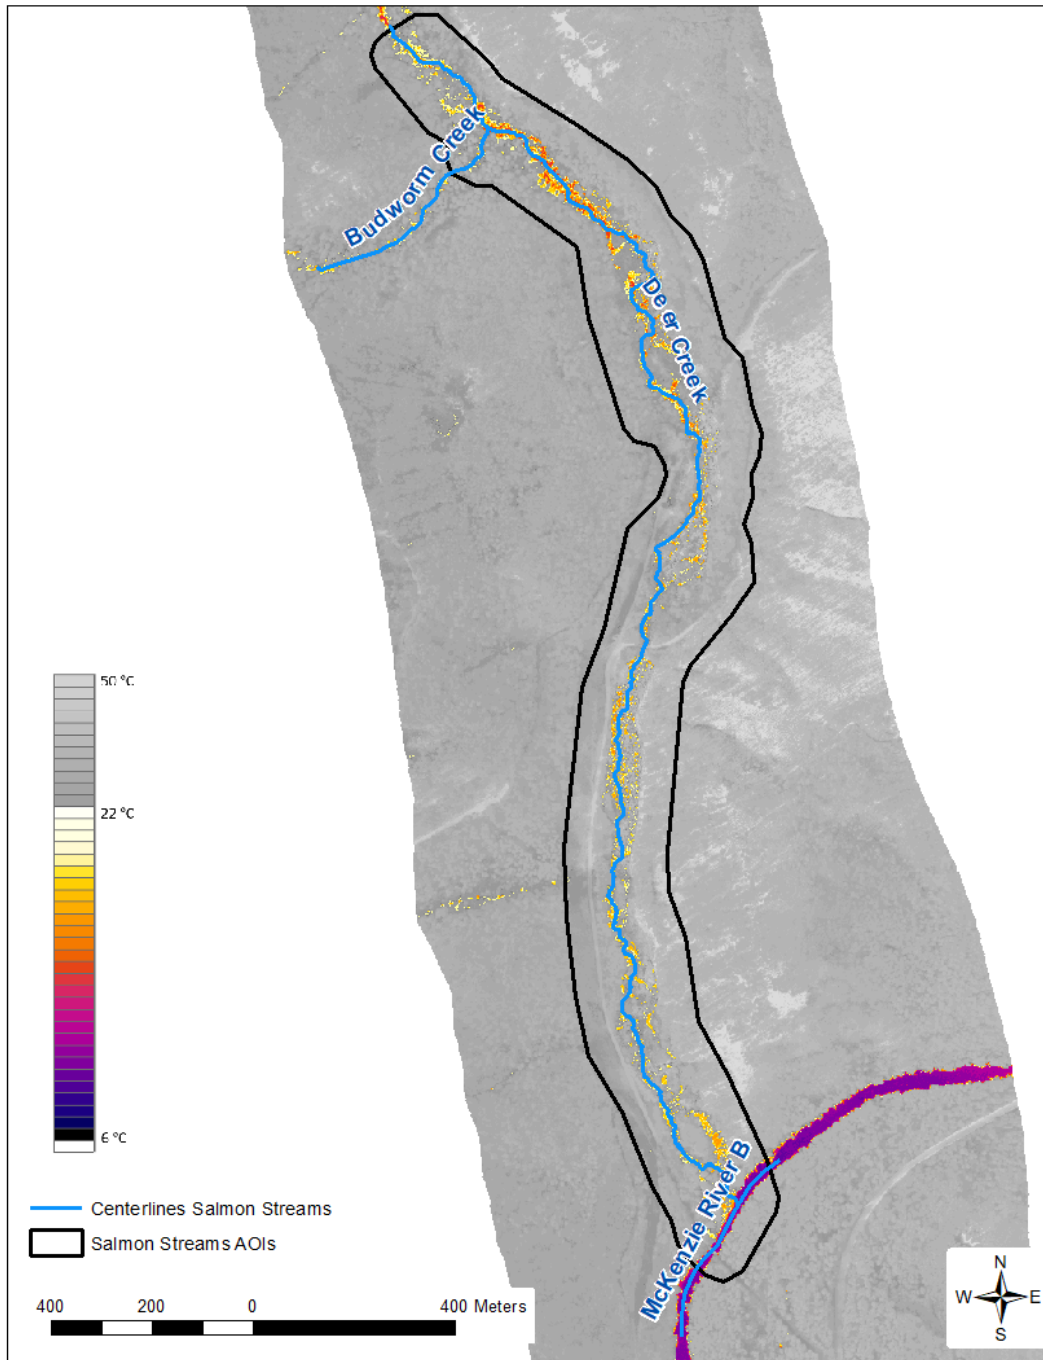 Budworm Creek
Deer Creek
50 °C
22 °C
6 °C
McKenzie River B
Centerlines Salmon Streams
Salmon Streams AOIs
400 200 0 400 Meters
N
W E
S